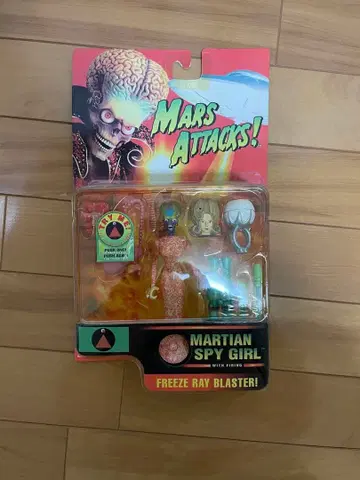 MARS
ATTACKS!
TRY ME!
MARTIAN
SPY GIRL
WITH FIRING
FREEZE RAY BLASTER!